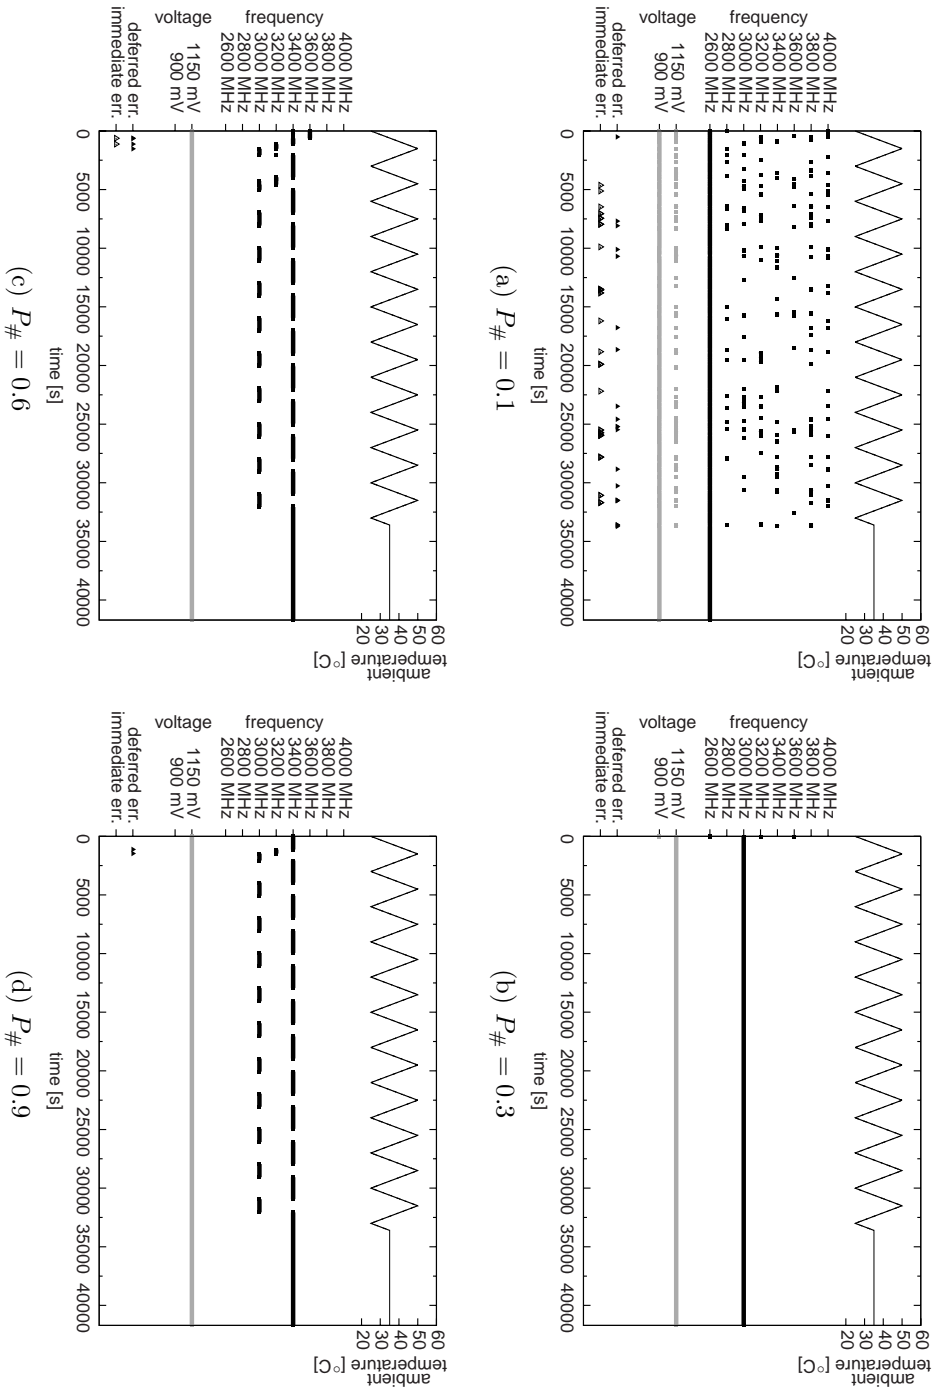 ambient
temperature [°C]
60
50
40
30
20
frequency
4000 MHz
3800 MHz
3600 MHz
3400 MHz
3200 MHz
3000 MHz
2800 MHz
2600 MHz
voltage
1150 mV
900 mV
deferred err.
immediate err.
0 5000 10000 15000 20000 25000 30000 35000 40000
time [s]
(a) P# = 0.1
ambient
temperature [°C]
60
50
40
30
20
frequency
4000 MHz
3800 MHz
3600 MHz
3400 MHz
3200 MHz
3000 MHz
2800 MHz
2600 MHz
voltage
1150 mV
900 mV
deferred err.
immediate err.
0 5000 10000 15000 20000 25000 30000 35000 40000
time [s]
(b) P# = 0.3
ambient
temperature [°C]
60
50
40
30
20
frequency
4000 MHz
3800 MHz
3600 MHz
3400 MHz
3200 MHz
3000 MHz
2800 MHz
2600 MHz
voltage
1150 mV
900 mV
deferred err.
immediate err.
0 5000 10000 15000 20000 25000 30000 35000 40000
time [s]
(c) P# = 0.6
ambient
temperature [°C]
60
50
40
30
20
frequency
4000 MHz
3800 MHz
3600 MHz
3400 MHz
3200 MHz
3000 MHz
2800 MHz
2600 MHz
voltage
1150 mV
900 mV
deferred err.
immediate err.
0 5000 10000 15000 20000 25000 30000 35000 40000
time [s]
(d) P# = 0.9